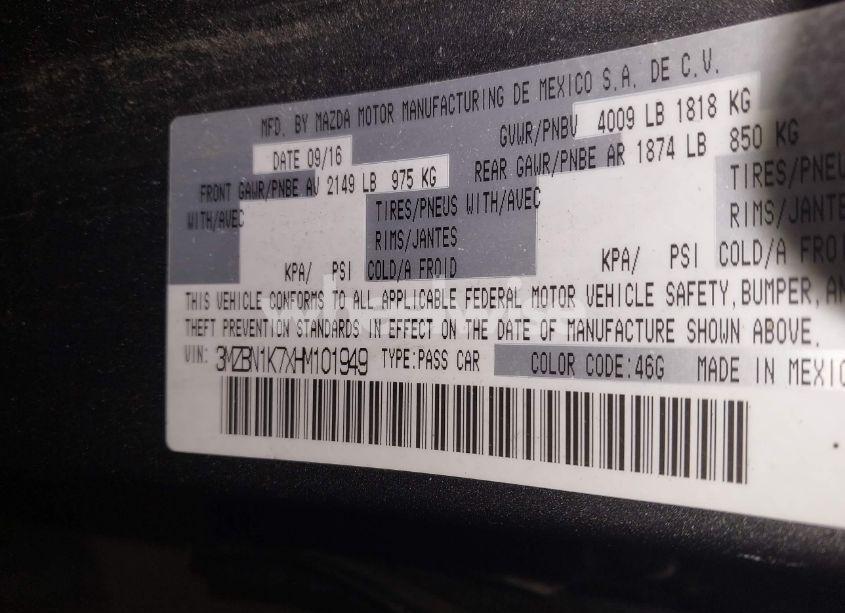 MFD. BY MAZDA MOTOR MANUFACTURING DE MEXICO S.A. DE C.V.
DATE 09/16 GVWR/PNBV 4009 LB 1818 KG
FRONT GAWR/PNBE AV 2149 LB 975 KG REAR GAWR/PNBE AR 1874 LB 850 KG
WITH/AVEC TIRES/PNEUS WITH/AVEC TIRES/PNEU
RIMS/JANTES RIMS/JANTE
KPA/ PSI COLD/A FROID KPA/ PSI COLD/A FROI
THIS VEHICLE CONFORMS TO ALL APPLICABLE FEDERAL MOTOR VEHICLE SAFETY, BUMPER, AN
THEFT PREVENTION STANDARDS IN EFFECT ON THE DATE OF MANUFACTURE SHOWN ABOVE.
VIN: 3MZBN1K7XHM101949 TYPE:PASS CAR COLOR CODE:46G MADE IN MEXIC